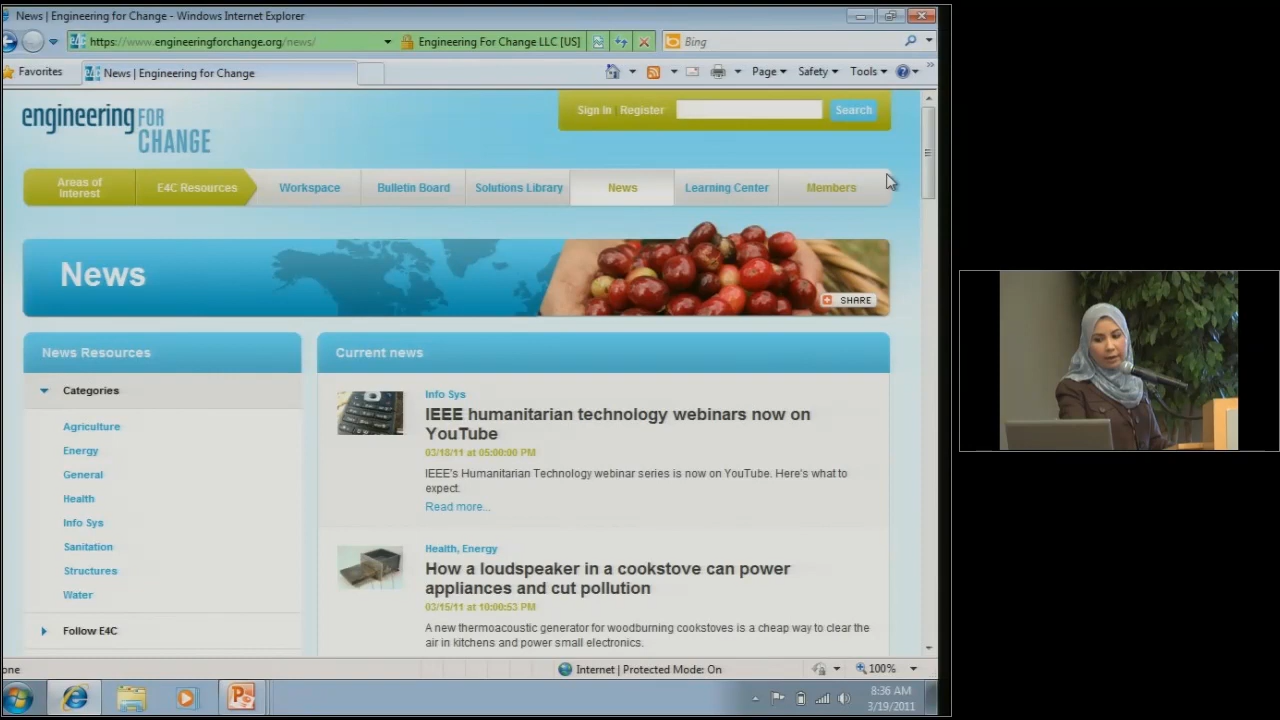 News | Engineering for Change - Windows Internet Explorer
https://www.engineeringforchange.org/news/
Engineering For Change LLC [US]
Bing
Favorites
News | Engineering for Change
Page
Safety
Tools
engineering FOR
CHANGE
Sign In | Register
Search
Areas of
Interest
E4C Resources
Workspace
Bulletin Board
Solutions Library
News
Learning Center
Members
News
SHARE
News Resources
Categories
Agriculture
Energy
General
Health
Info Sys
Sanitation
Structures
Water
Follow E4C
Current news
Info Sys
IEEE humanitarian technology webinars now on
YouTube
03/18/11 at 05:00:00 PM
IEEE's Humanitarian Technology webinar series is now on YouTube. Here's what to
expect.
Read more...
Health, Energy
How a loudspeaker in a cookstove can power
appliances and cut pollution
03/15/11 at 10:00:53 PM
A new thermoacoustic generator for woodburning cookstoves is a cheap way to clear the
air in kitchens and power small electronics.
one
Internet | Protected Mode: On
100%
8:36 AM
3/19/2011